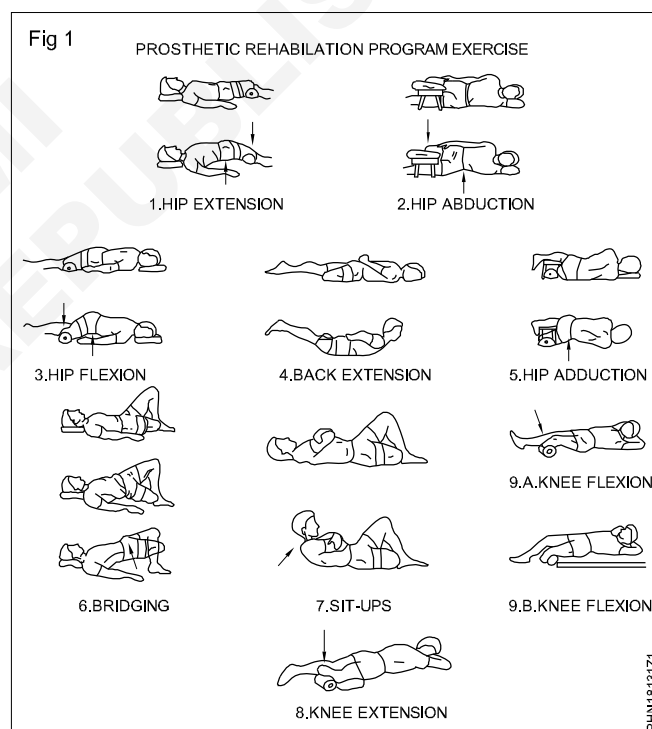 Fig 1
PROSTHETIC REHABILATION PROGRAM EXERCISE
1.HIP EXTENSION
2.HIP ABDUCTION
3.HIP FLEXION
4.BACK EXTENSION
5.HIP ADDUCTION
9.A.KNEE FLEXION
6.BRIDGING
7.SIT-UPS
9.B.KNEE FLEXION
8.KNEE EXTENSION